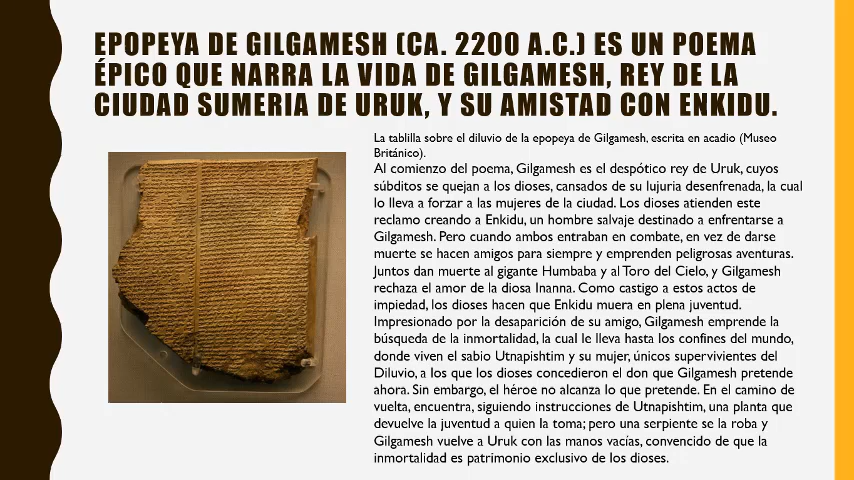 EPOPEYA DE GILGAMESH (CA. 2200 A.C.) ES UN POEMA
ÉPICO QUE NARRA LA VIDA DE GILGAMESH, REY DE LA
CIUDAD SUMERIA DE URUK, Y SU AMISTAD CON ENKIDU.
La tablilla sobre el diluvio de la epopeya de Gilgamesh, escrita en acadio (Museo
Británico).
Al comienzo del poema, Gilgamesh es el despótico rey de Uruk, cuyos
súbditos se quejan a los dioses, cansados de su lujuria desenfrenada, la cual
lo lleva a forzar a las mujeres de la ciudad. Los dioses atienden este
reclamo creando a Enkidu, un hombre salvaje destinado a enfrentarse a
Gilgamesh. Pero cuando ambos entraban en combate, en vez de darse
muerte se hacen amigos para siempre y emprenden peligrosas aventuras.
Juntos dan muerte al gigante Humbaba y al Toro del Cielo, y Gilgamesh
rechaza el amor de la diosa Inanna. Como castigo a estos actos de
impiedad, los dioses hacen que Enkidu muera en plena juventud.
Impresionado por la desaparición de su amigo, Gilgamesh emprende la
búsqueda de la inmortalidad, la cual le lleva hasta los confines del mundo,
donde viven el sabio Utnapishtim y su mujer, únicos supervivientes del
Diluvio, a los que los dioses concedieron el don que Gilgamesh pretende
ahora. Sin embargo, el héroe no alcanza lo que pretende. En el camino de
vuelta, encuentra, siguiendo instrucciones de Utnapishtim, una planta que
devuelve la juventud a quien la toma; pero una serpiente se la roba y
Gilgamesh vuelve a Uruk con las manos vacías, convencido de que la
inmortalidad es patrimonio exclusivo de los dioses.